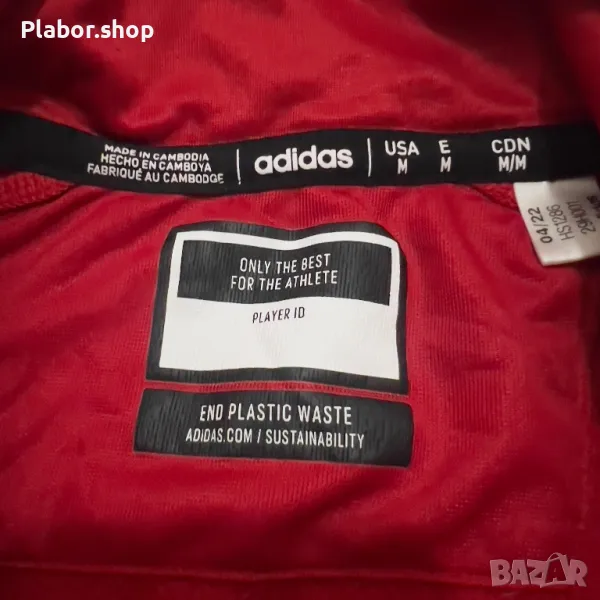 Plabor.shop
MADE IN CAMBODIA
HECHO EN CAMBOYA
FABRIQUÉ AU CAMBODGE
adidas
USA
M
E
M
CDN
M/M
04/22
HS1286
ONLY THE BEST
FOR THE ATHLETE
PLAYER ID
END PLASTIC WASTE
ADIDAS.COM / SUSTAINABILITY
BAZAR